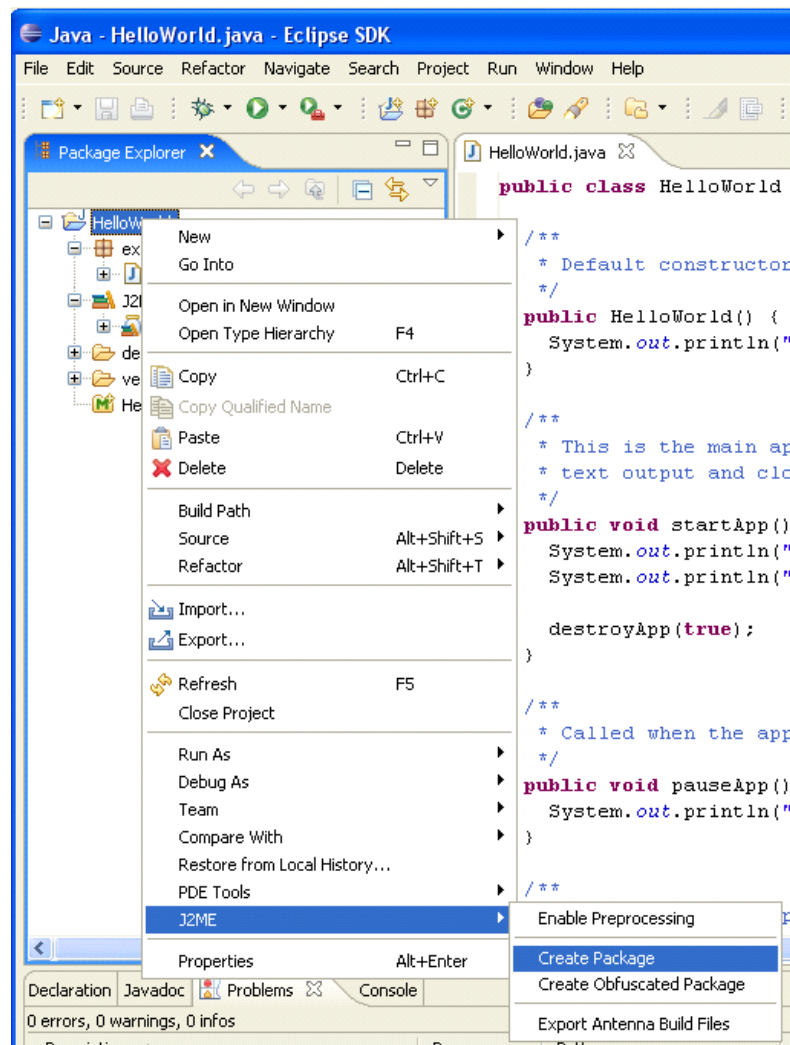 Java - HelloWorld.java - Eclipse SDK
File Edit Source Refactor Navigate Search Project Run Window Help
Package Explorer
HelloWorld.java
HelloW
ex
J2
de
ve
He
New
Go Into
Open in New Window
Open Type Hierarchy F4
Copy Ctrl+C
Copy Qualified Name
Paste Ctrl+V
Delete Delete
Build Path
Source Alt+Shift+S
Refactor Alt+Shift+T
Import...
Export...
Refresh F5
Close Project
Run As
Debug As
Team
Compare With
Restore from Local History...
PDE Tools
J2ME
Properties Alt+Enter
Enable Preprocessing
Create Package
Create Obfuscated Package
Export Antenna Build Files
public class HelloWorld
/**
* Default constructor
*/
public HelloWorld() {
System.out.println("
}
/**
* This is the main ap
* text output and clo
*/
public void startApp()
System.out.println("
System.out.println("
destroyApp(true);
}
/**
* Called when the app
*/
public void pauseApp()
System.out.println("
}
/**
Declaration Javadoc Problems Console
0 errors, 0 warnings, 0 infos